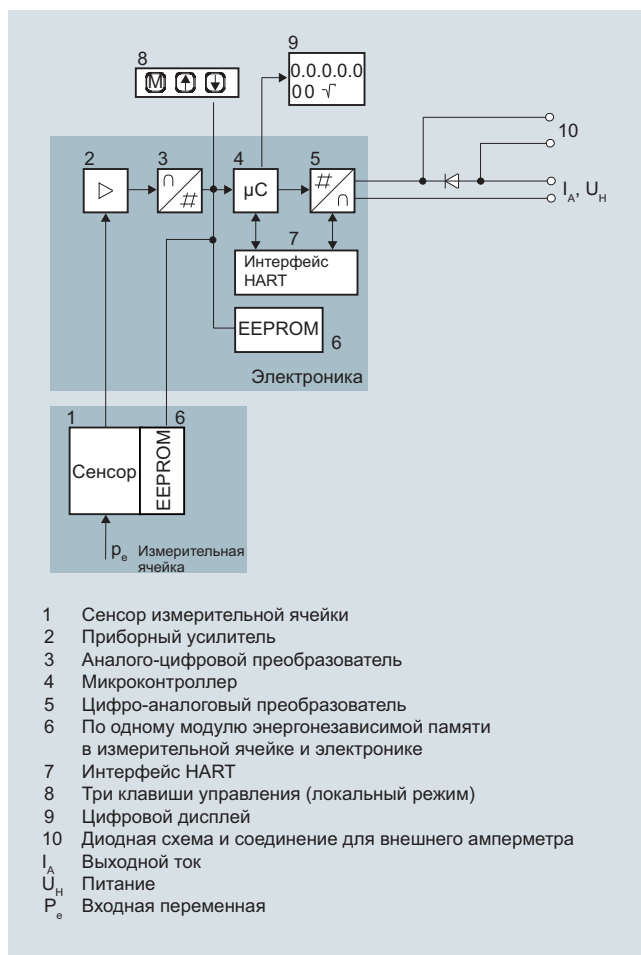 8
9
M
0.0.0.0.0
00 √
10
2
3
4
5
∩
#
µC
#
∩
I_A, U_H
7
Интерфейс
HART
EEPROM
6
Электроника
1
6
Сенсор
EEPROM
p_e Измерительная
ячейка
1 Сенсор измерительной ячейки
2 Приборный усилитель
3 Аналого-цифровой преобразователь
4 Микроконтроллер
5 Цифро-аналоговый преобразователь
6 По одному модулю энергонезависимой памяти
в измерительной ячейке и электронике
7 Интерфейс HART
8 Три клавиши управления (локальный режим)
9 Цифровой дисплей
10 Диодная схема и соединение для внешнего амперметра
I_A Выходной ток
U_H Питание
P_e Входная переменная